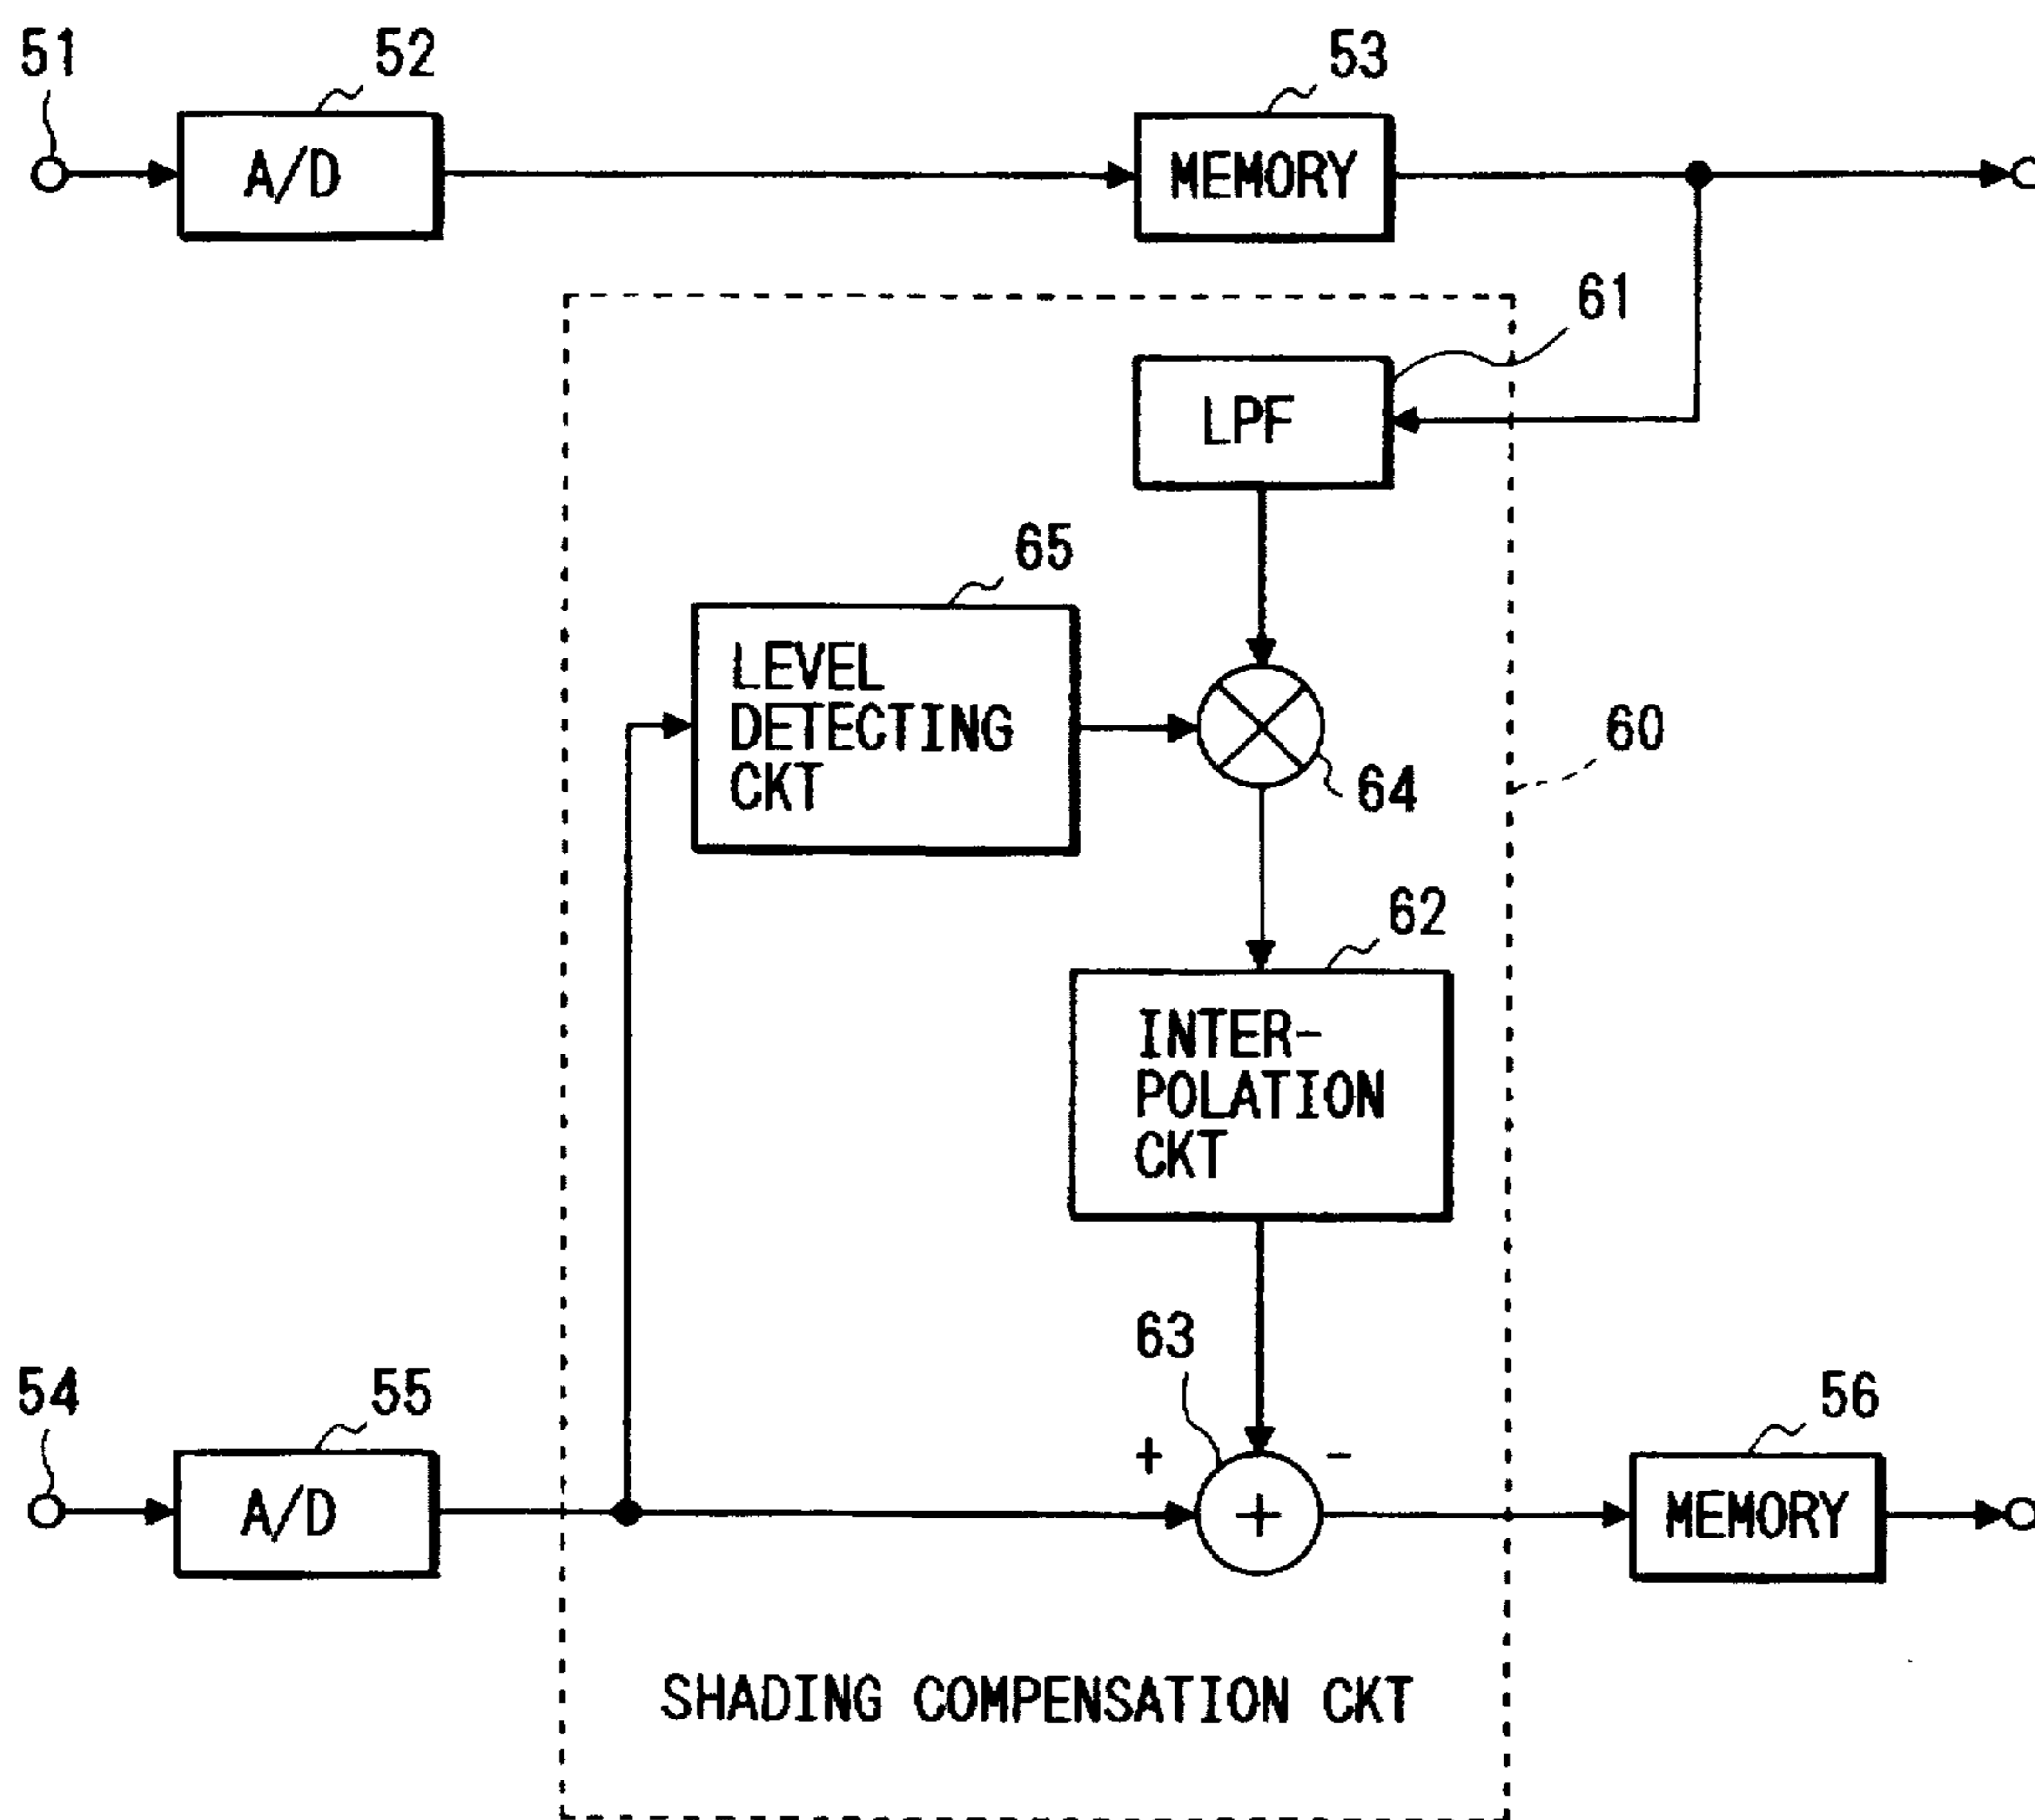 51
52
53
A/D
MEMORY
61
LPF
65
LEVEL
DETECTING
CKT
60
64
62
INTER-
POLATION
CKT
63
54
55
56
+
-
A/D
+
MEMORY
SHADING COMPENSATION CKT